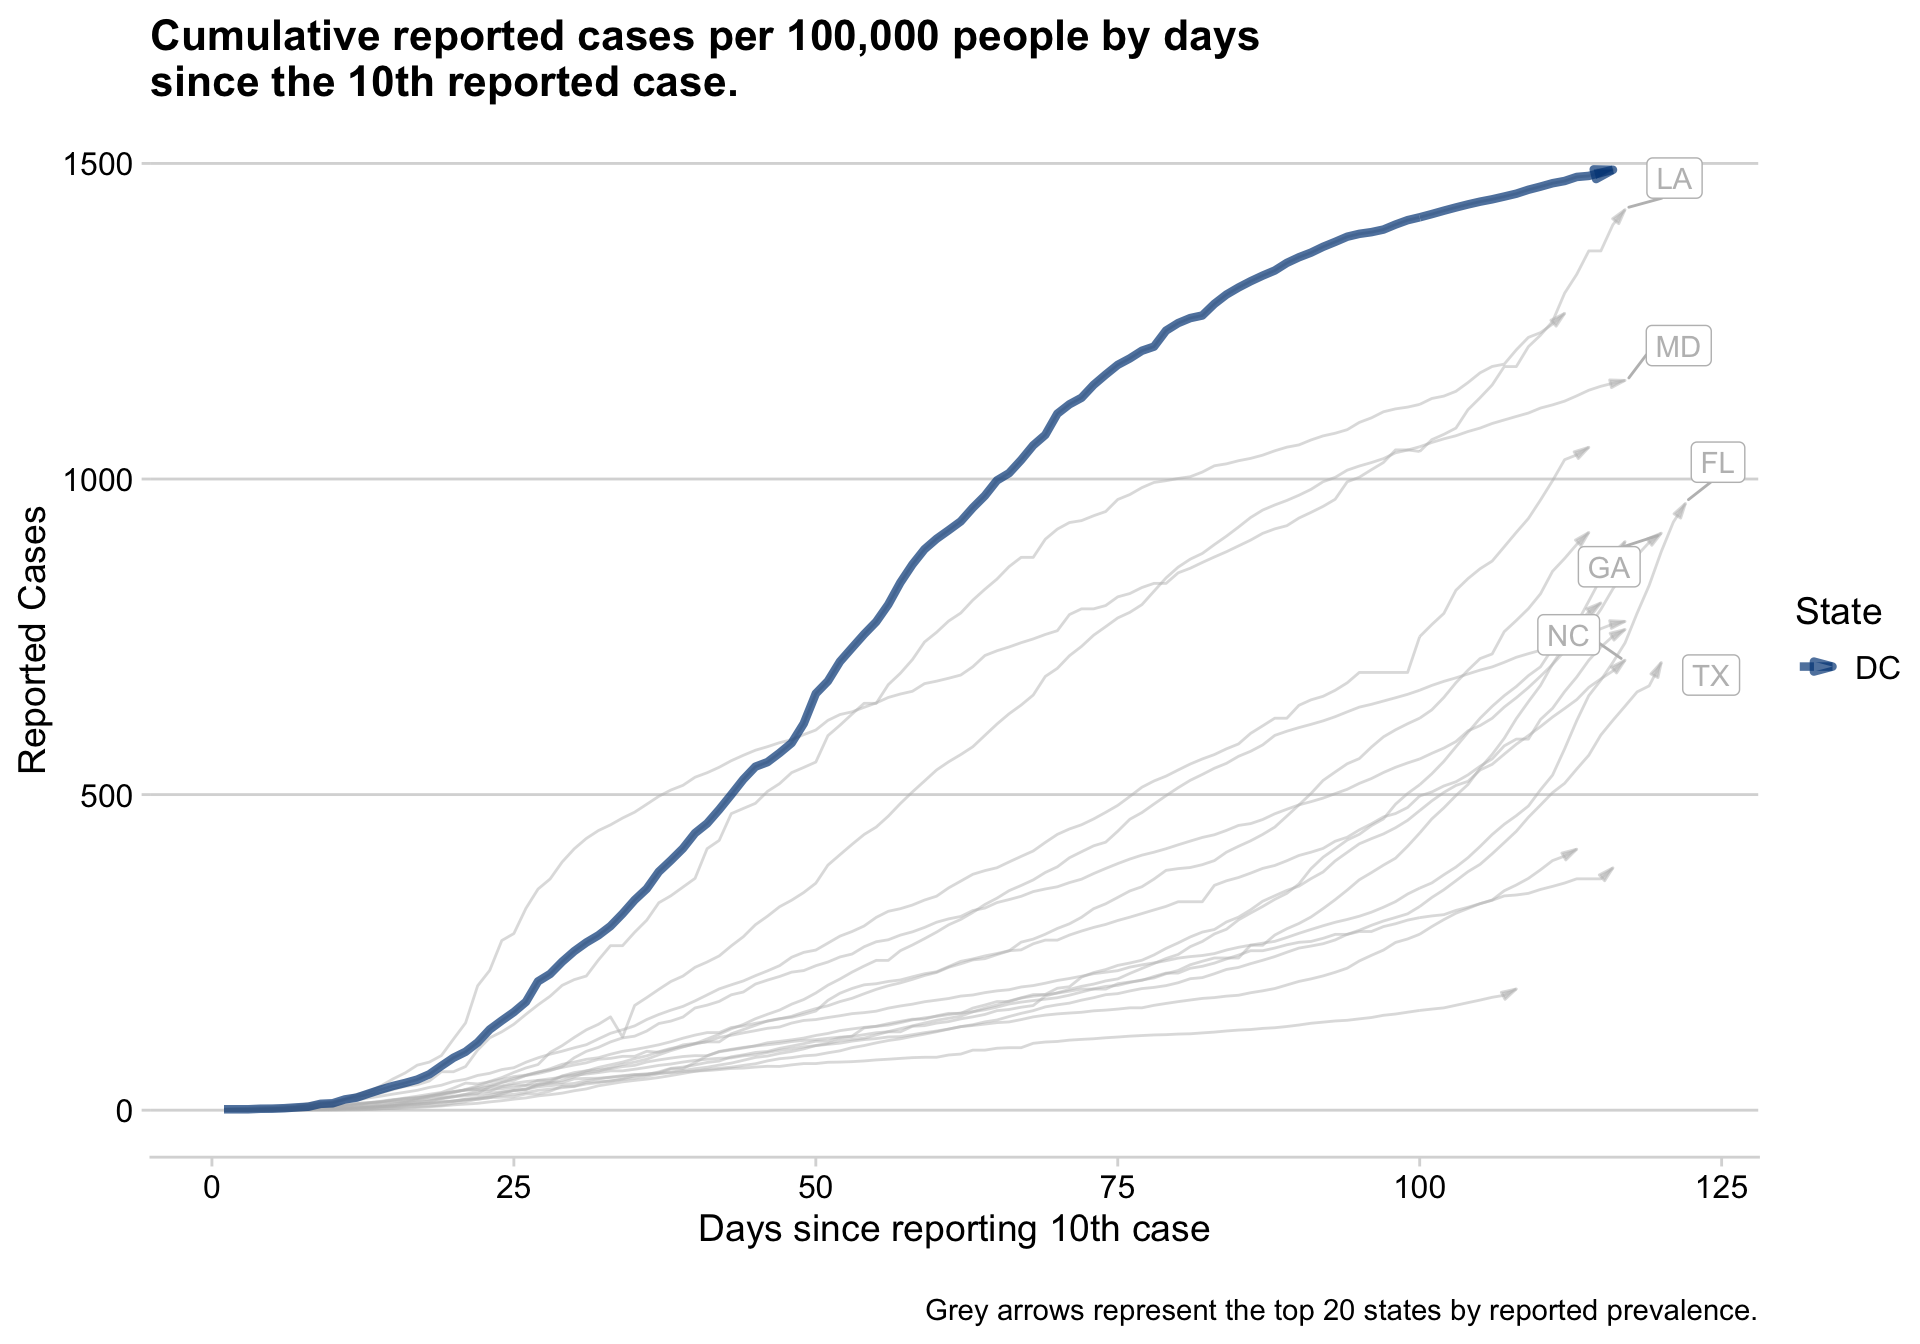 Cumulative reported cases per 100,000 people by days
since the 10th reported case.
1500
1000
500
0
Reported Cases
LA
MD
FL
GA
NC
TX
State
DC
0 25 50 75 100 125
Days since reporting 10th case
Grey arrows represent the top 20 states by reported prevalence.